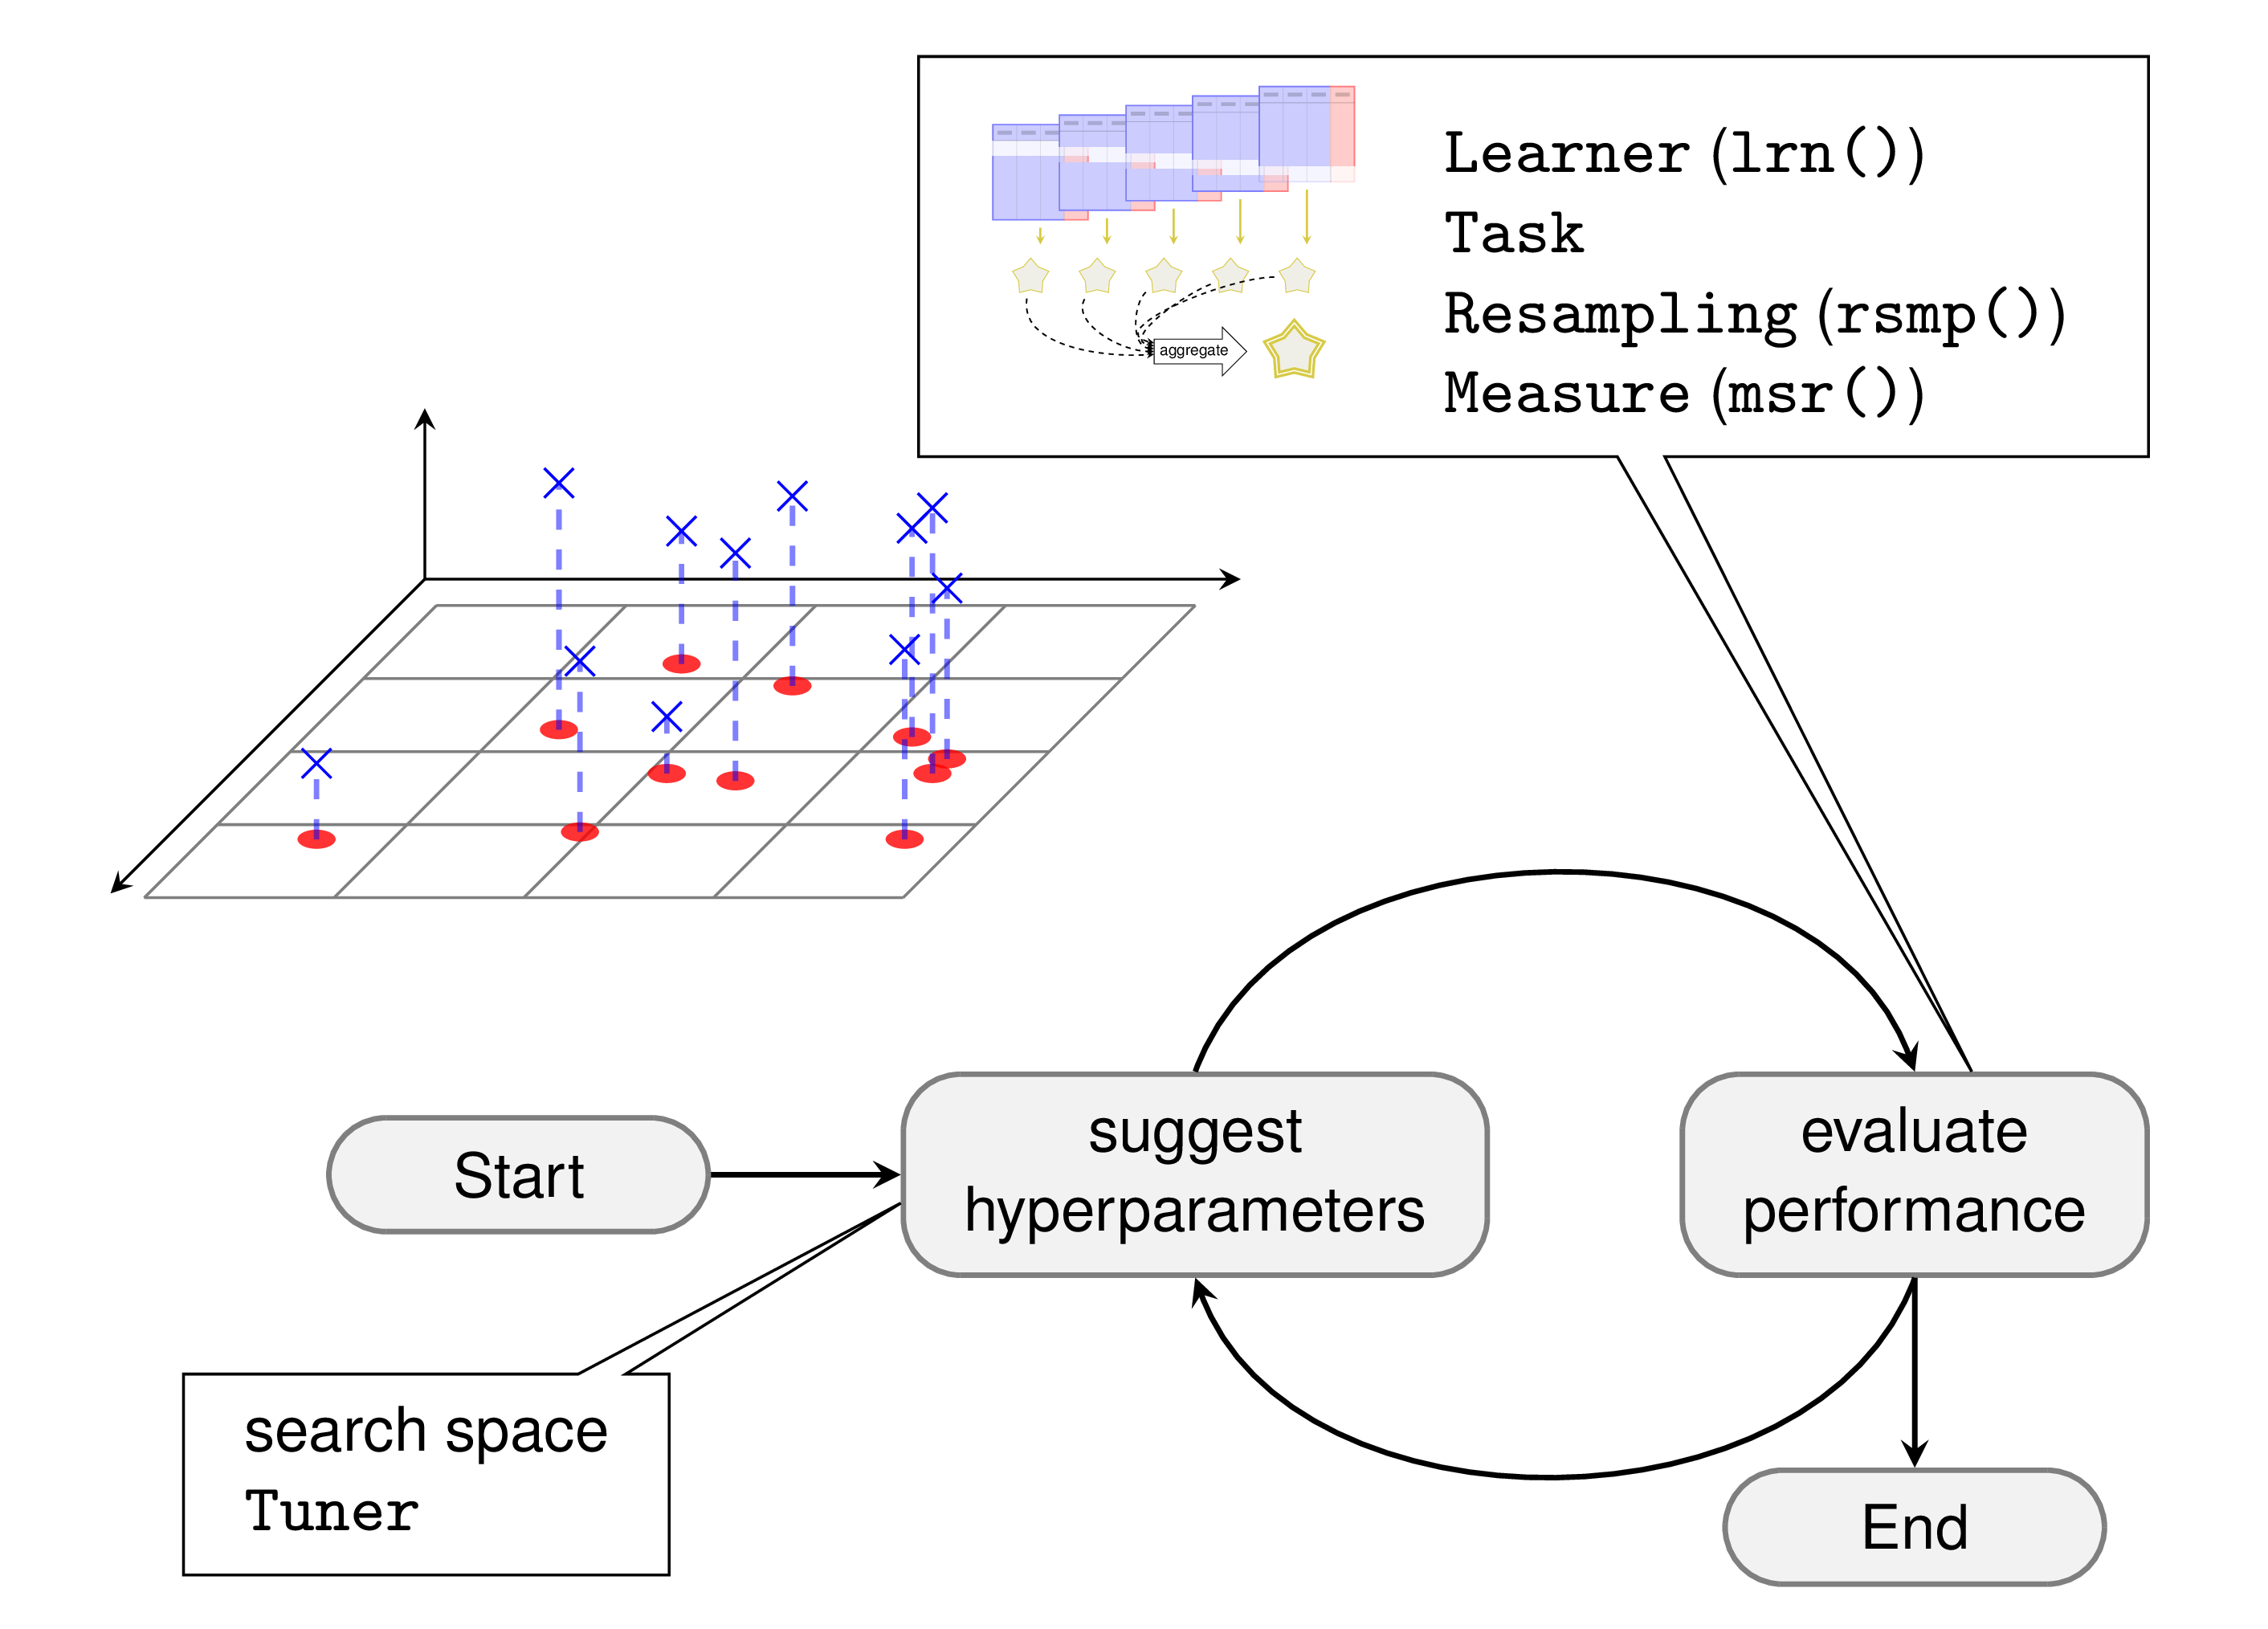 Learner (lrn())
Task
Resampling (rsmp())
Measure (msr())
aggregate
suggest
hyperparameters
evaluate
performance
Start
search space
Tuner
End